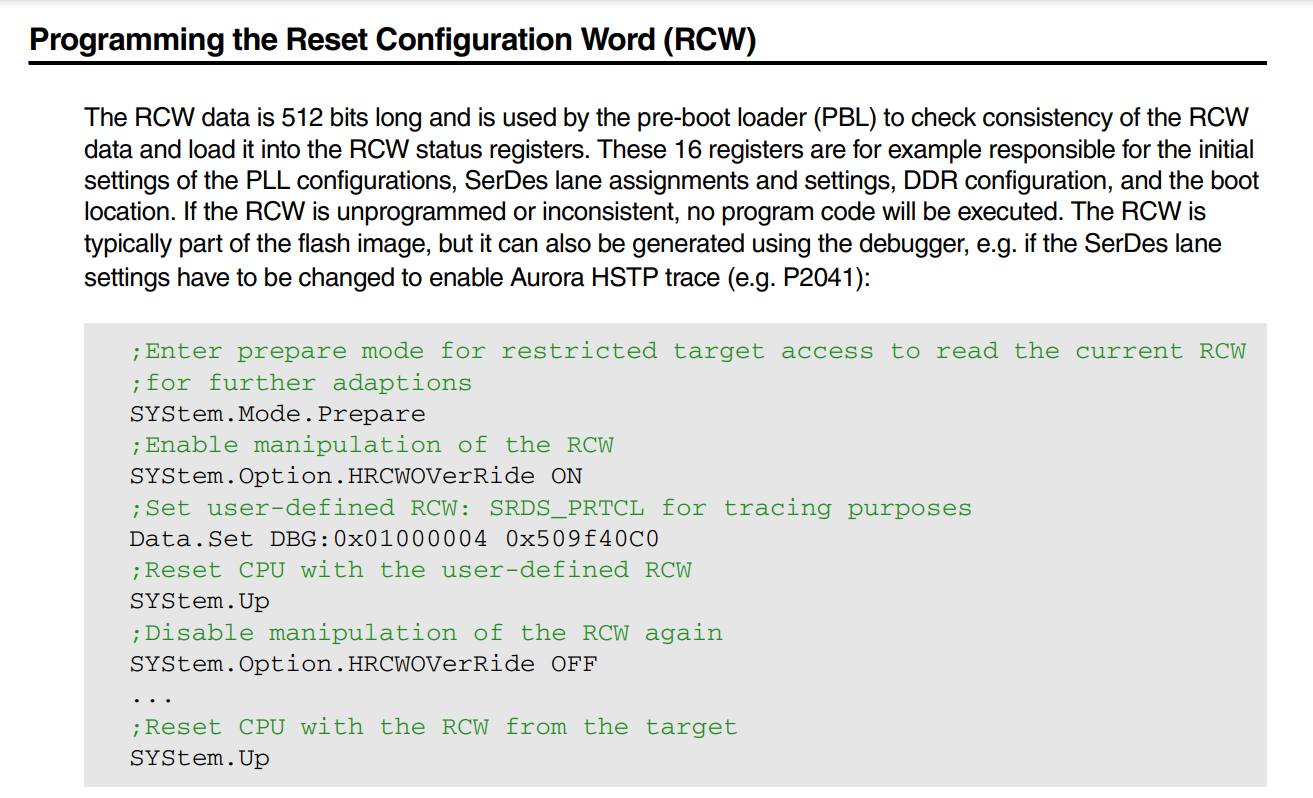 Programming the Reset Configuration Word (RCW)
The RCW data is 512 bits long and is used by the pre-boot loader (PBL) to check consistency of the RCW
data and load it into the RCW status registers. These 16 registers are for example responsible for the initial
settings of the PLL configurations, SerDes lane assignments and settings, DDR configuration, and the boot
location. If the RCW is unprogrammed or inconsistent, no program code will be executed. The RCW is
typically part of the flash image, but it can also be generated using the debugger, e.g. if the SerDes lane
settings have to be changed to enable Aurora HSTP trace (e.g. P2041):
;Enter prepare mode for restricted target access to read the current RCW
;for further adaptions
SYStem.Mode.Prepare
;Enable manipulation of the RCW
SYStem.Option.HRCWOVerRide ON
;Set user-defined RCW: SRDS_PRTCL for tracing purposes
Data.Set DBG:0x01000004 0x509f40C0
;Reset CPU with the user-defined RCW
SYStem.Up
;Disable manipulation of the RCW again
SYStem.Option.HRCWOVerRide OFF
...
;Reset CPU with the RCW from the target
SYStem.Up